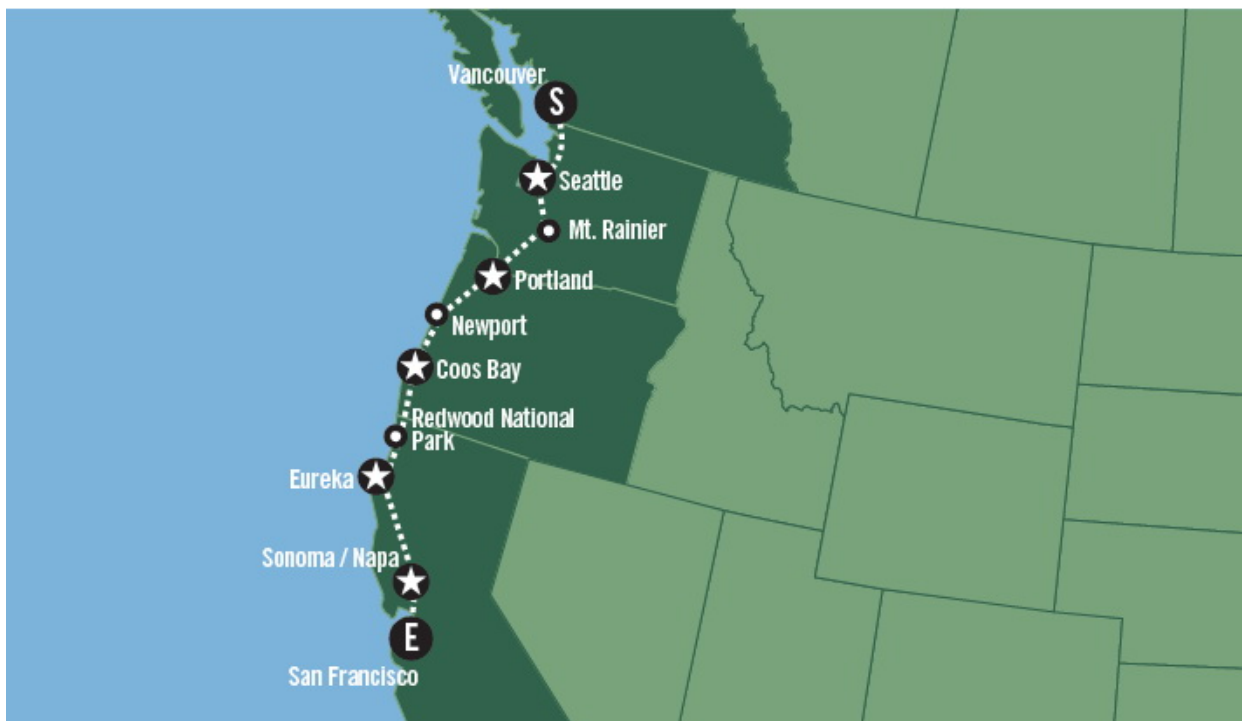 Vancouver
S
Seattle
Mt. Rainier
Portland
Newport
Coos Bay
Redwood National
Park
Eureka
Sonoma / Napa
E
San Francisco